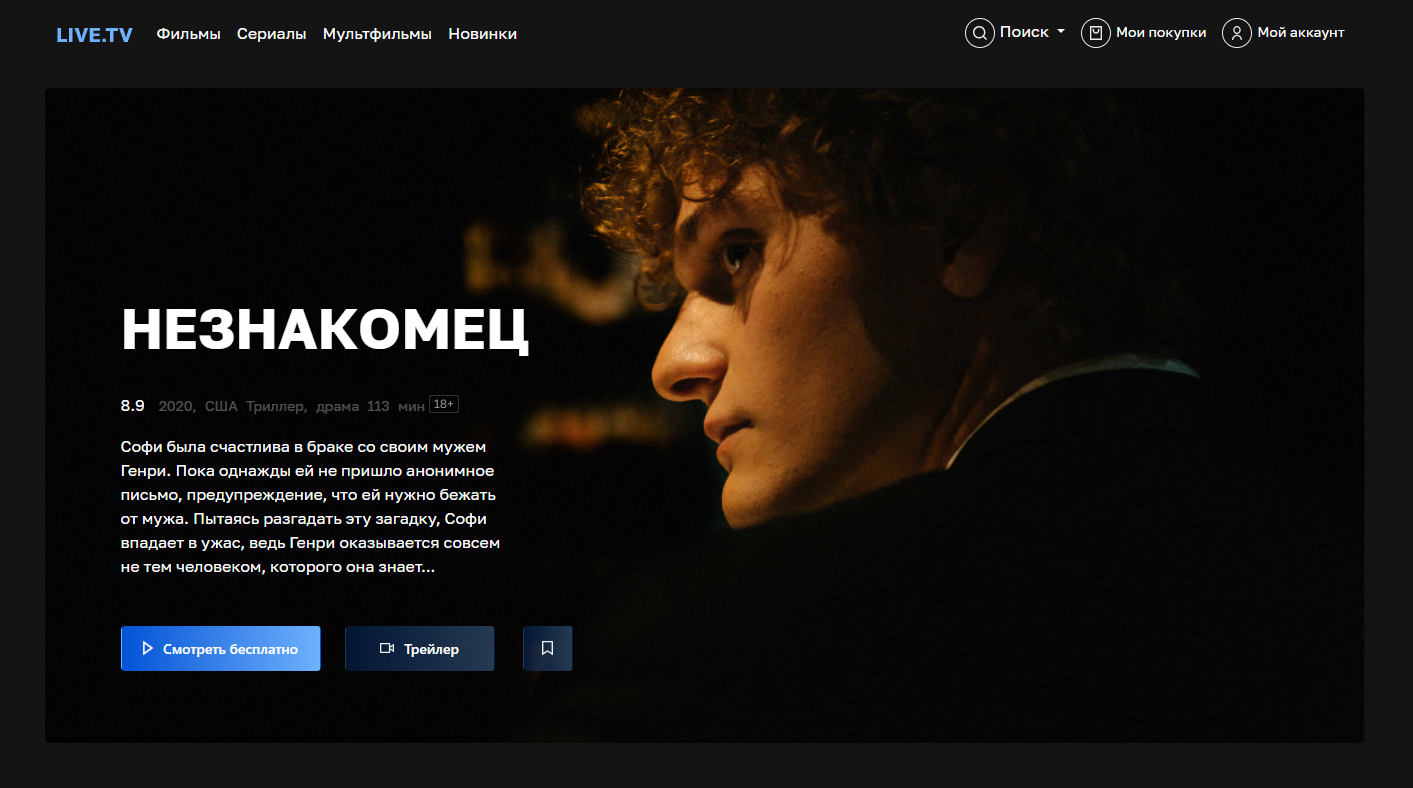 LIVE.TV Фильмы Сериалы Мультфильмы Новинки Поиск Мои покупки Мой аккаунт
НЕЗНАКОМЕЦ
8.9 2020, США Триллер, драма 113 мин 18+
Софи была счастлива в браке со своим мужем
Генри. Пока однажды ей не пришло анонимное
письмо, предупреждение, что ей нужно бежать
от мужа. Пытаясь разгадать эту загадку, Софи
впадает в ужас, ведь Генри оказывается совсем
не тем человеком, которого она знает...
Смотреть бесплатно Трейлер